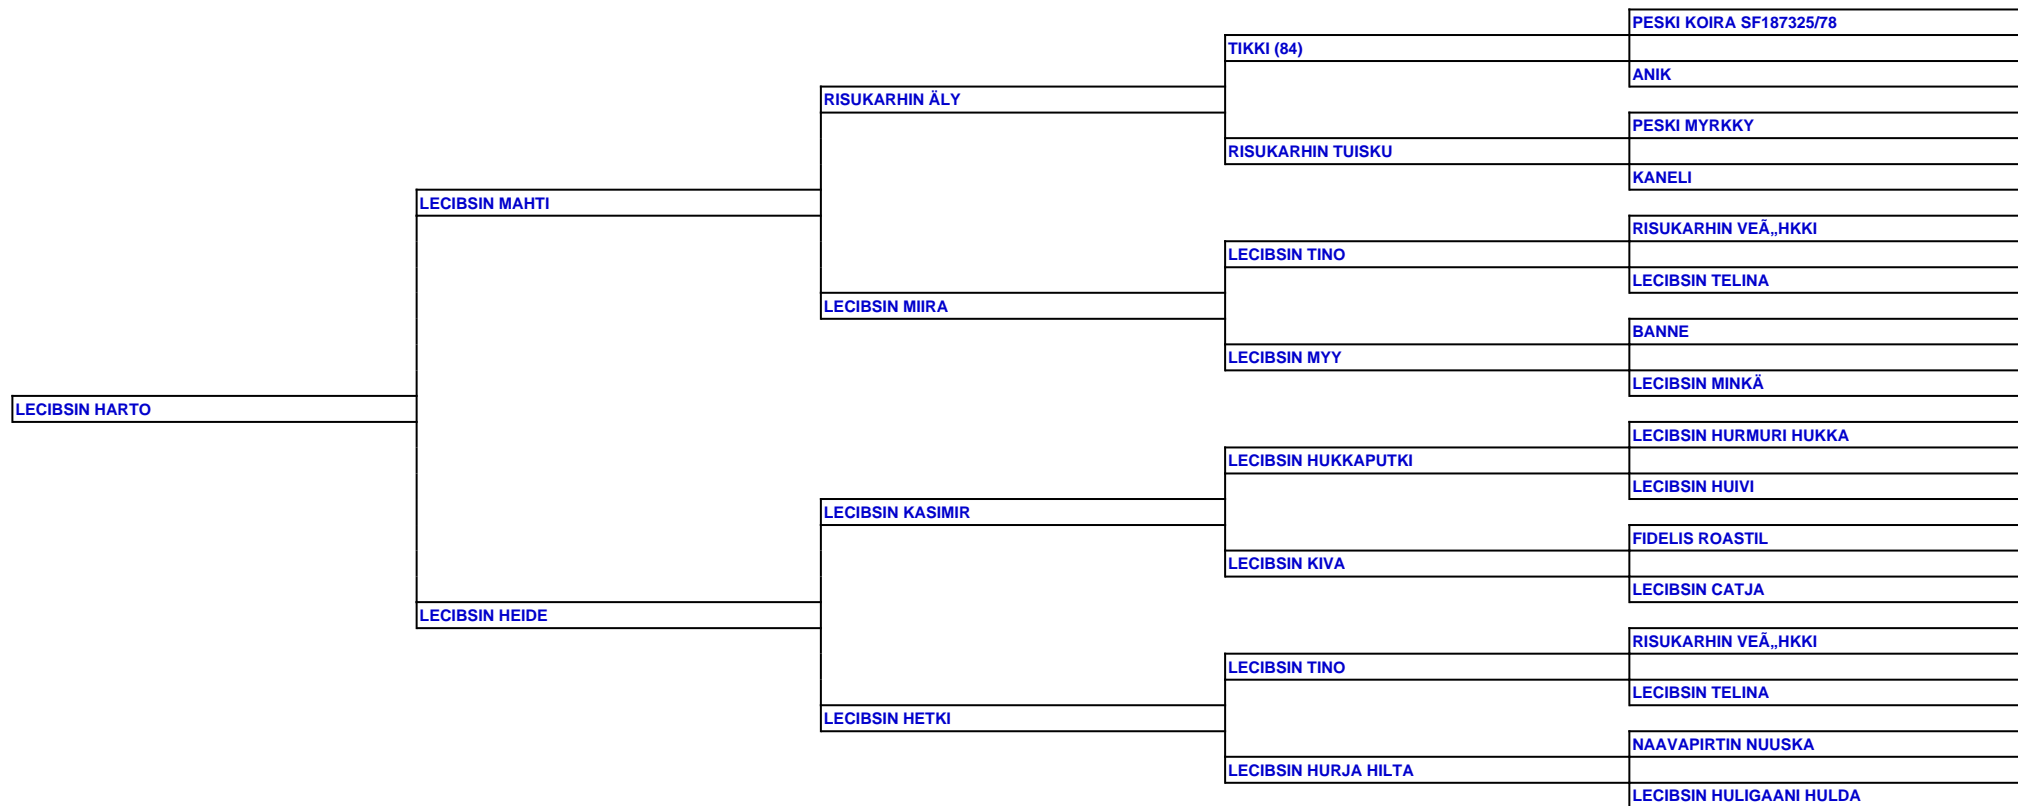 PESKI KOIRA SF187325/78
TIKKI (84)
ANIK
RISUKARHIN ÄLY
PESKI MYRKKY
RISUKARHIN TUISKU
KANELI
LECIBSIN MAHTI
RISUKARHIN VEÃ„HKKI
LECIBSIN TINO
LECIBSIN TELINA
LECIBSIN MIIRA
BANNE
LECIBSIN MYY
LECIBSIN MINKÄ
LECIBSIN HARTO
LECIBSIN HURMURI HUKKA
LECIBSIN HUKKAPUTKI
LECIBSIN HUIVI
LECIBSIN KASIMIR
FIDELIS ROASTIL
LECIBSIN KIVA
LECIBSIN CATJA
LECIBSIN HEIDE
RISUKARHIN VEÃ„HKKI
LECIBSIN TINO
LECIBSIN TELINA
LECIBSIN HETKI
NAAVAPIRTIN NUUSKA
LECIBSIN HURJA HILTA
LECIBSIN HULIGAANI HULDA